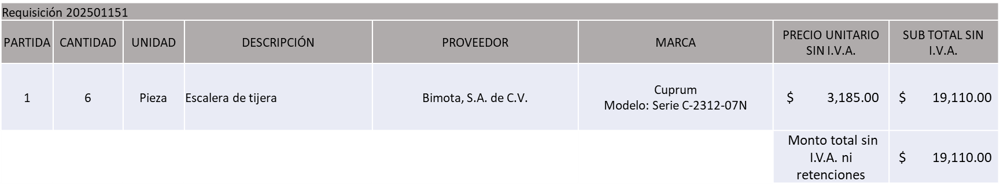 Requisición 202501151
PARTIDA CANTIDAD UNIDAD DESCRIPCIÓN PROVEEDOR MARCA PRECIO UNITARIO SIN I.V.A. SUB TOTAL SIN I.V.A.
1 6 Pieza Escalera de tijera Bimota, S.A. de C.V. Cuprum Modelo: Serie C-2312-07N $ 3,185.00 $ 19,110.00
Monto total sin I.V.A. ni retenciones $ 19,110.00